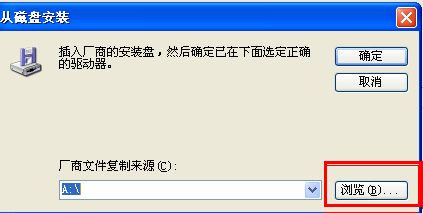 从磁盘安装
插入厂商的安装盘，然后确定已在下面选定正确
的驱动器。
确定
取消
厂商文件复制来源(C):
A:\
浏览(B)...